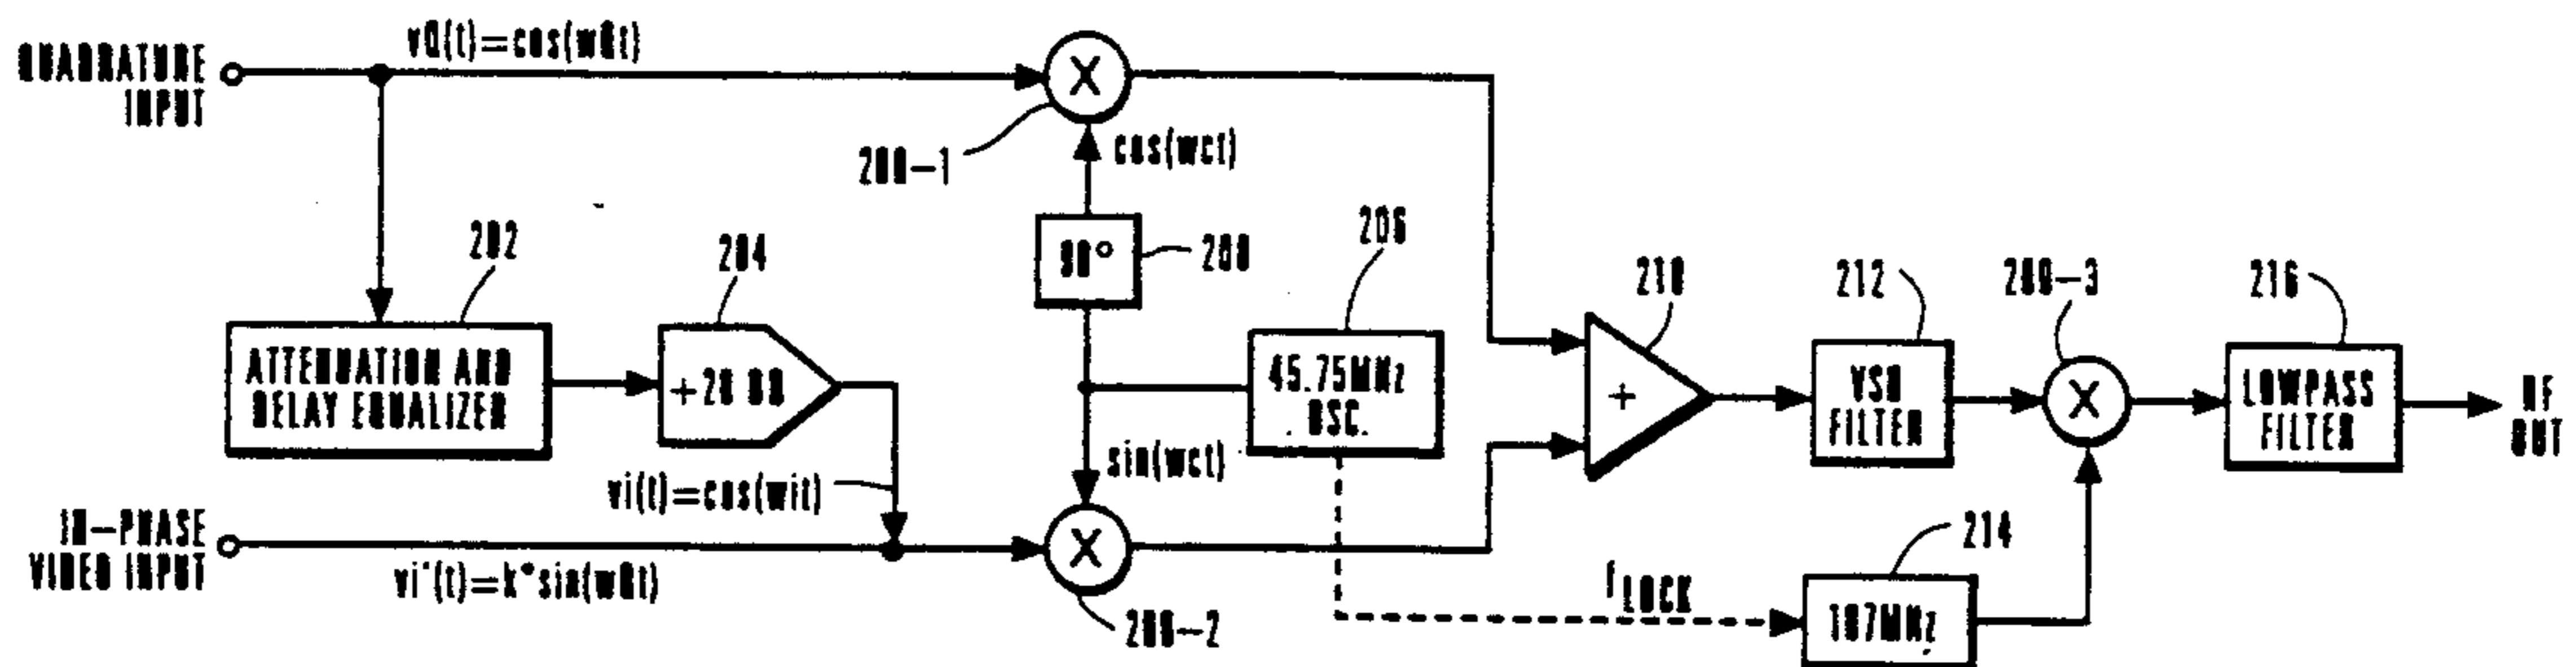 QUADRATURE
INPUT
vQ(t)=cos(wQt)
200-1
cos(wct)
202
204
90°
208
206
210
212
200-3
216
ATTENUATION AND
DELAY EQUALIZER
+20 DB
45.75MHz
OSC.
+
VSB
FILTER
LOWPASS
FILTER
RF
OUT
X
X
X
sin(wct)
vi(t)=cos(wit)
IN-PHASE
VIDEO INPUT
vi'(t)=k*sin(wQt)
200-2
fLOCK
214
107MHz